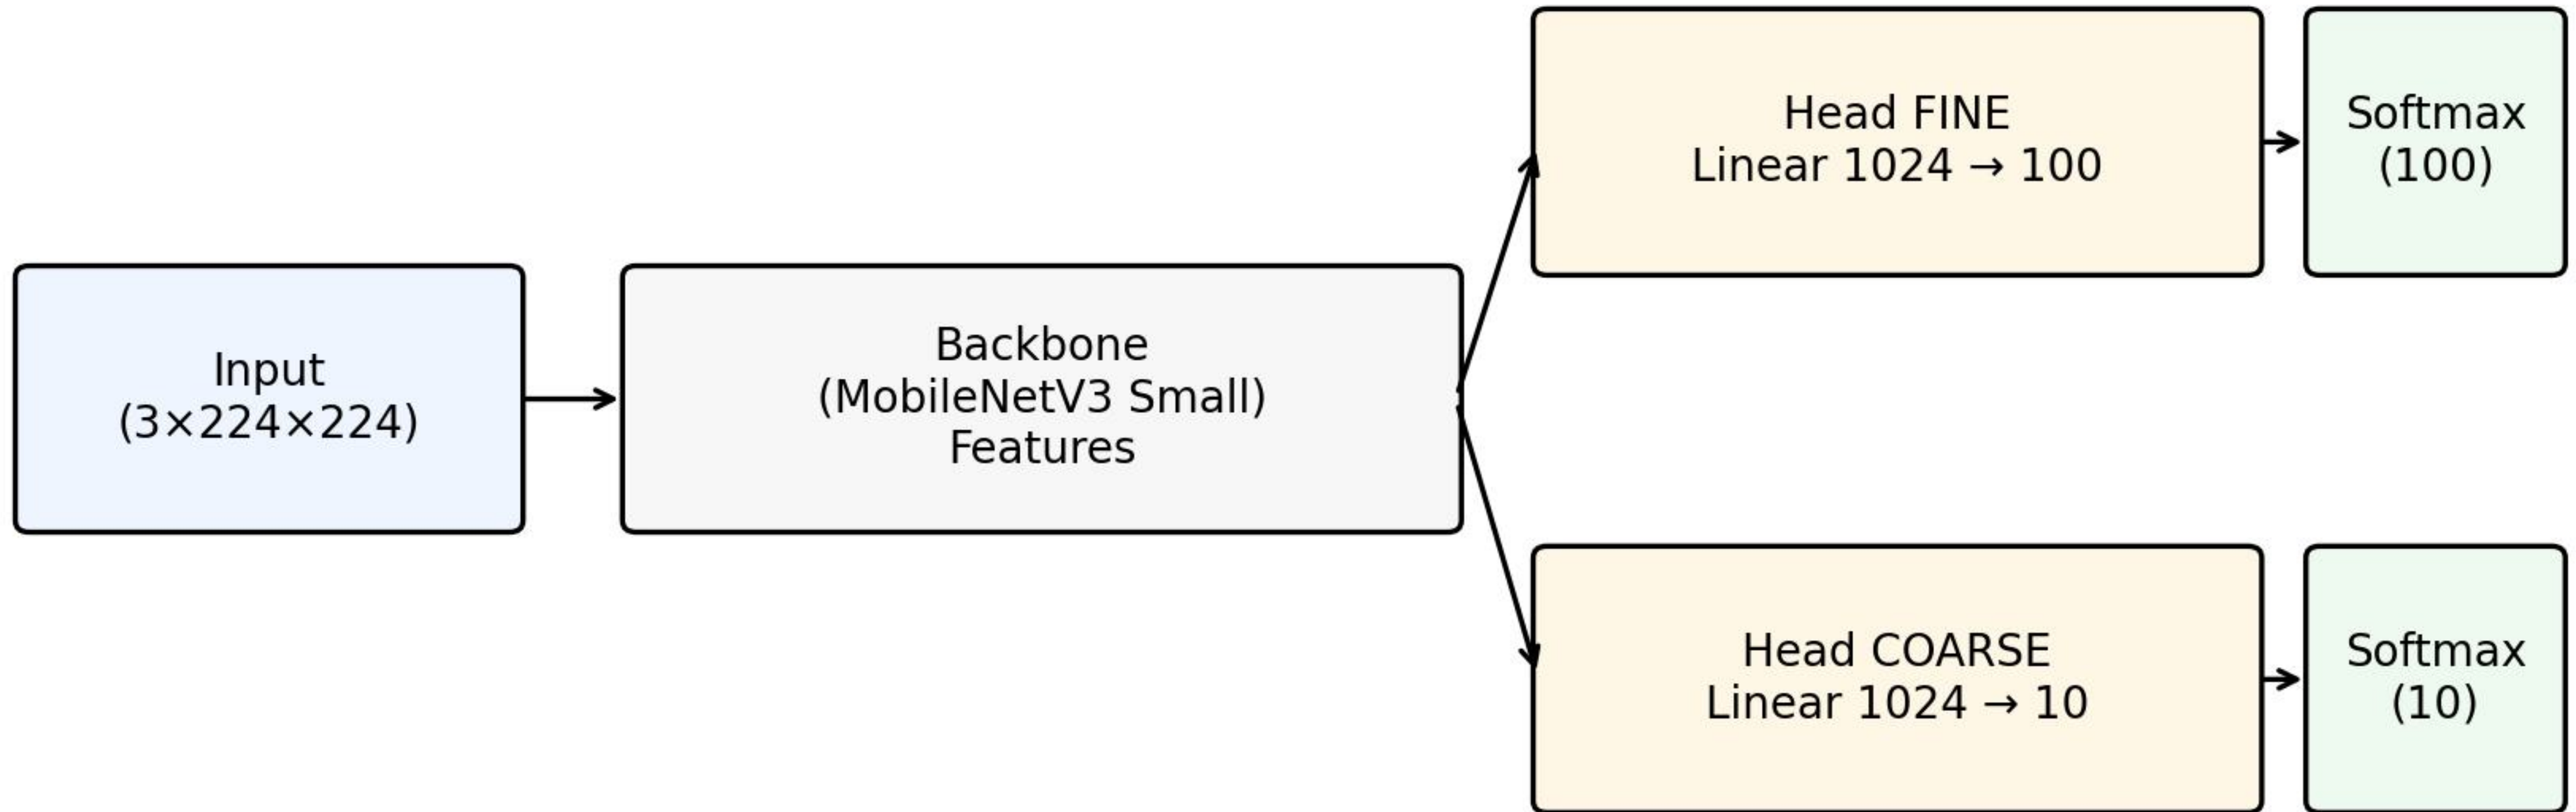 Input
(3×224×224)
Backbone
(MobileNetV3 Small)
Features
Head FINE
Linear 1024 → 100
Softmax
(100)
Head COARSE
Linear 1024 → 10
Softmax
(10)